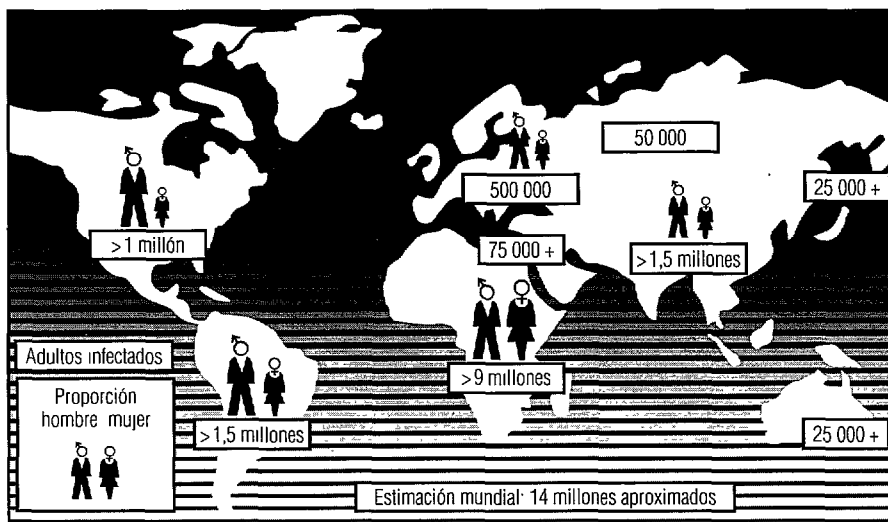 50 000
500 000
25 000 +
>1 millón
75 000 +
>1,5 millones
Adultos infectados
>9 millones
Proporción
hombre mujer
>1,5 millones
25 000 +
Estimación mundial· 14 millones aproximados